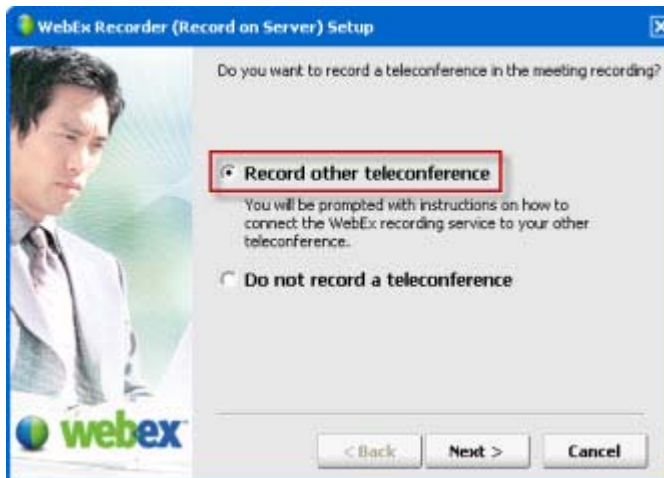 WebEx Recorder (Record on Server) Setup
Do you want to record a teleconference in the meeting recording?
Record other teleconference
You will be prompted with instructions on how to
connect the WebEx recording service to your other
teleconference.
Do not record a teleconference
webex
< Back Next > Cancel